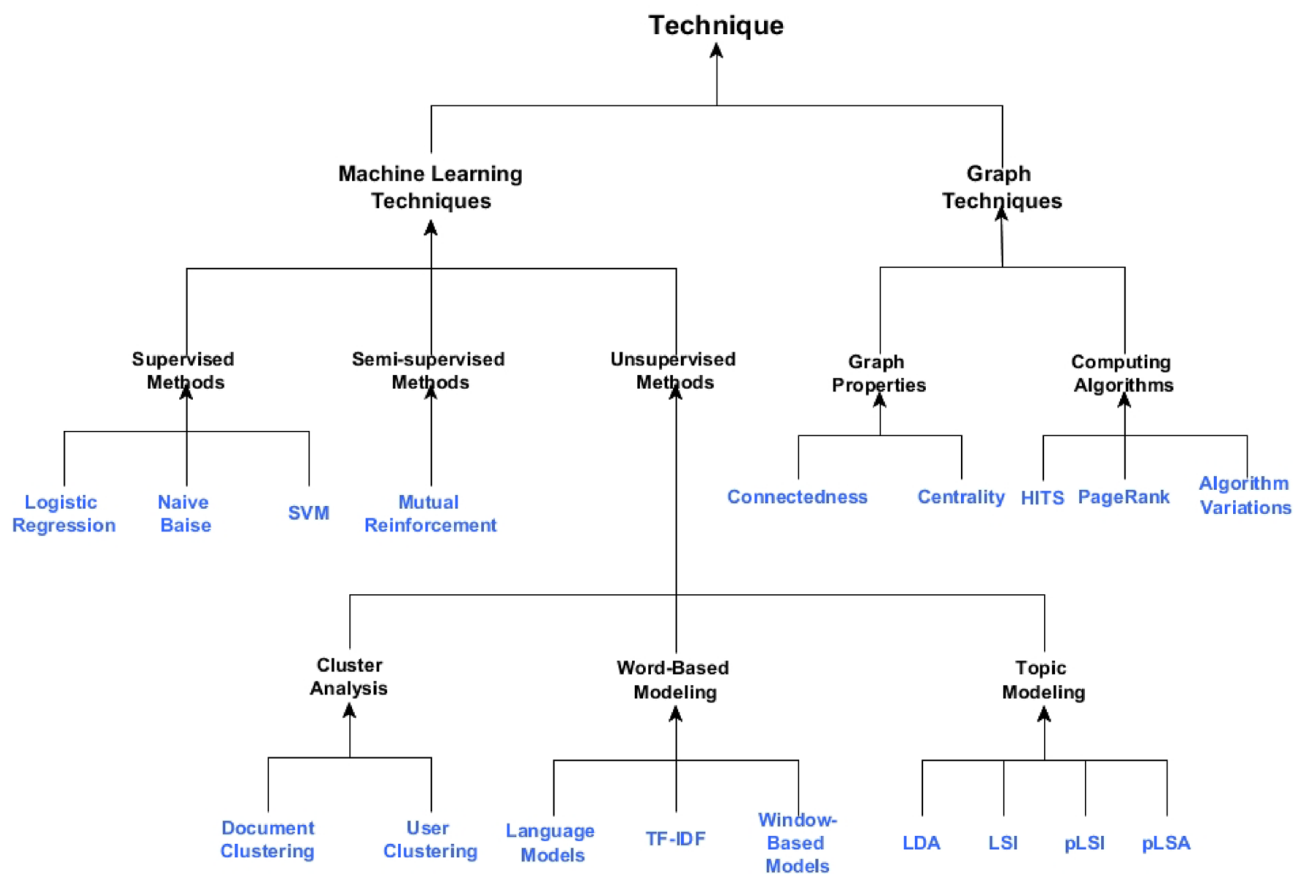 Technique
Machine Learning
Techniques
Graph
Techniques
Supervised
Methods
Semi-supervised
Methods
Unsupervised
Methods
Graph
Properties
Computing
Algorithms
Logistic
Regression
Naive
Baise
SVM
Mutual
Reinforcement
Connectedness
Centrality
HITS
PageRank
Algorithm
Variations
Cluster
Analysis
Word-Based
Modeling
Topic
Modeling
Document
Clustering
User
Clustering
Language
Models
TF-IDF
Window-
Based
Models
LDA
LSI
pLSI
pLSA